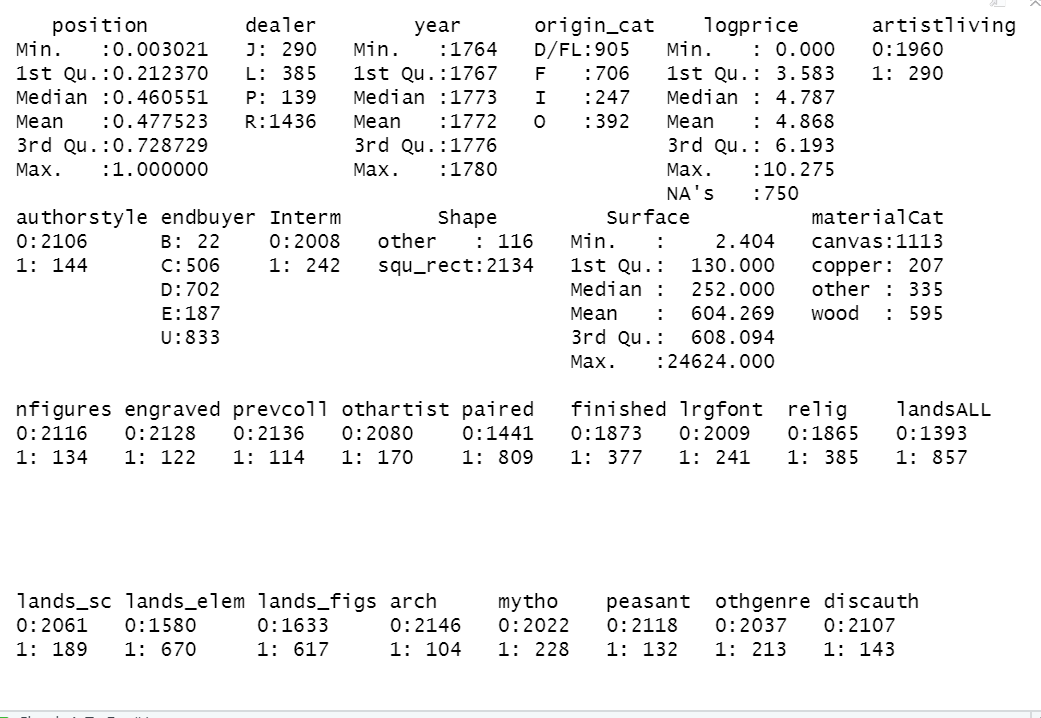 position dealer year origin_cat logprice artistliving
Min.   :0.003021 J: 290 Min.   :1764 D/FL:905 Min.   : 0.000 0:1960
1st Qu.:0.212370 L: 385 1st Qu.:1767 F   :706 1st Qu.: 3.583 1: 290
Median :0.460551 P: 139 Median :1773 I   :247 Median : 4.787
Mean   :0.477523 R:1436 Mean   :1772 O   :392 Mean   : 4.868
3rd Qu.:0.728729 3rd Qu.:1776 3rd Qu.: 6.193
Max.   :1.000000 Max.   :1780 Max.   :10.275
NA's   :750
authorstyle endbuyer Interm Shape Surface materialCat
0:2106 B: 22 0:2008 other   : 116 Min.   :    2.404 canvas:1113
1: 144 C:506 1: 242 squ_rect:2134 1st Qu.:  130.000 copper: 207
D:702 Median :  252.000 other : 335
E:187 Mean   :  604.269 wood  : 595
U:833 3rd Qu.:  608.094
Max.   :24624.000
nfigures engraved prevcoll othartist paired finished lrgfont relig landsALL
0:2116 0:2128 0:2136 0:2080 0:1441 0:1873 0:2009 0:1865 0:1393
1: 134 1: 122 1: 114 1: 170 1: 809 1: 377 1: 241 1: 385 1: 857
lands_sc lands_elem lands_figs arch mytho peasant othgenre discauth
0:2061 0:1580 0:1633 0:2146 0:2022 0:2118 0:2037 0:2107
1: 189 1: 670 1: 617 1: 104 1: 228 1: 132 1: 213 1: 143